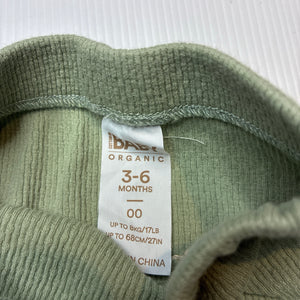 BABY
ORGANIC
3-6
MONTHS
00
UP TO 8KG/17LB
UP TO 68CM/27IN
IN CHINA